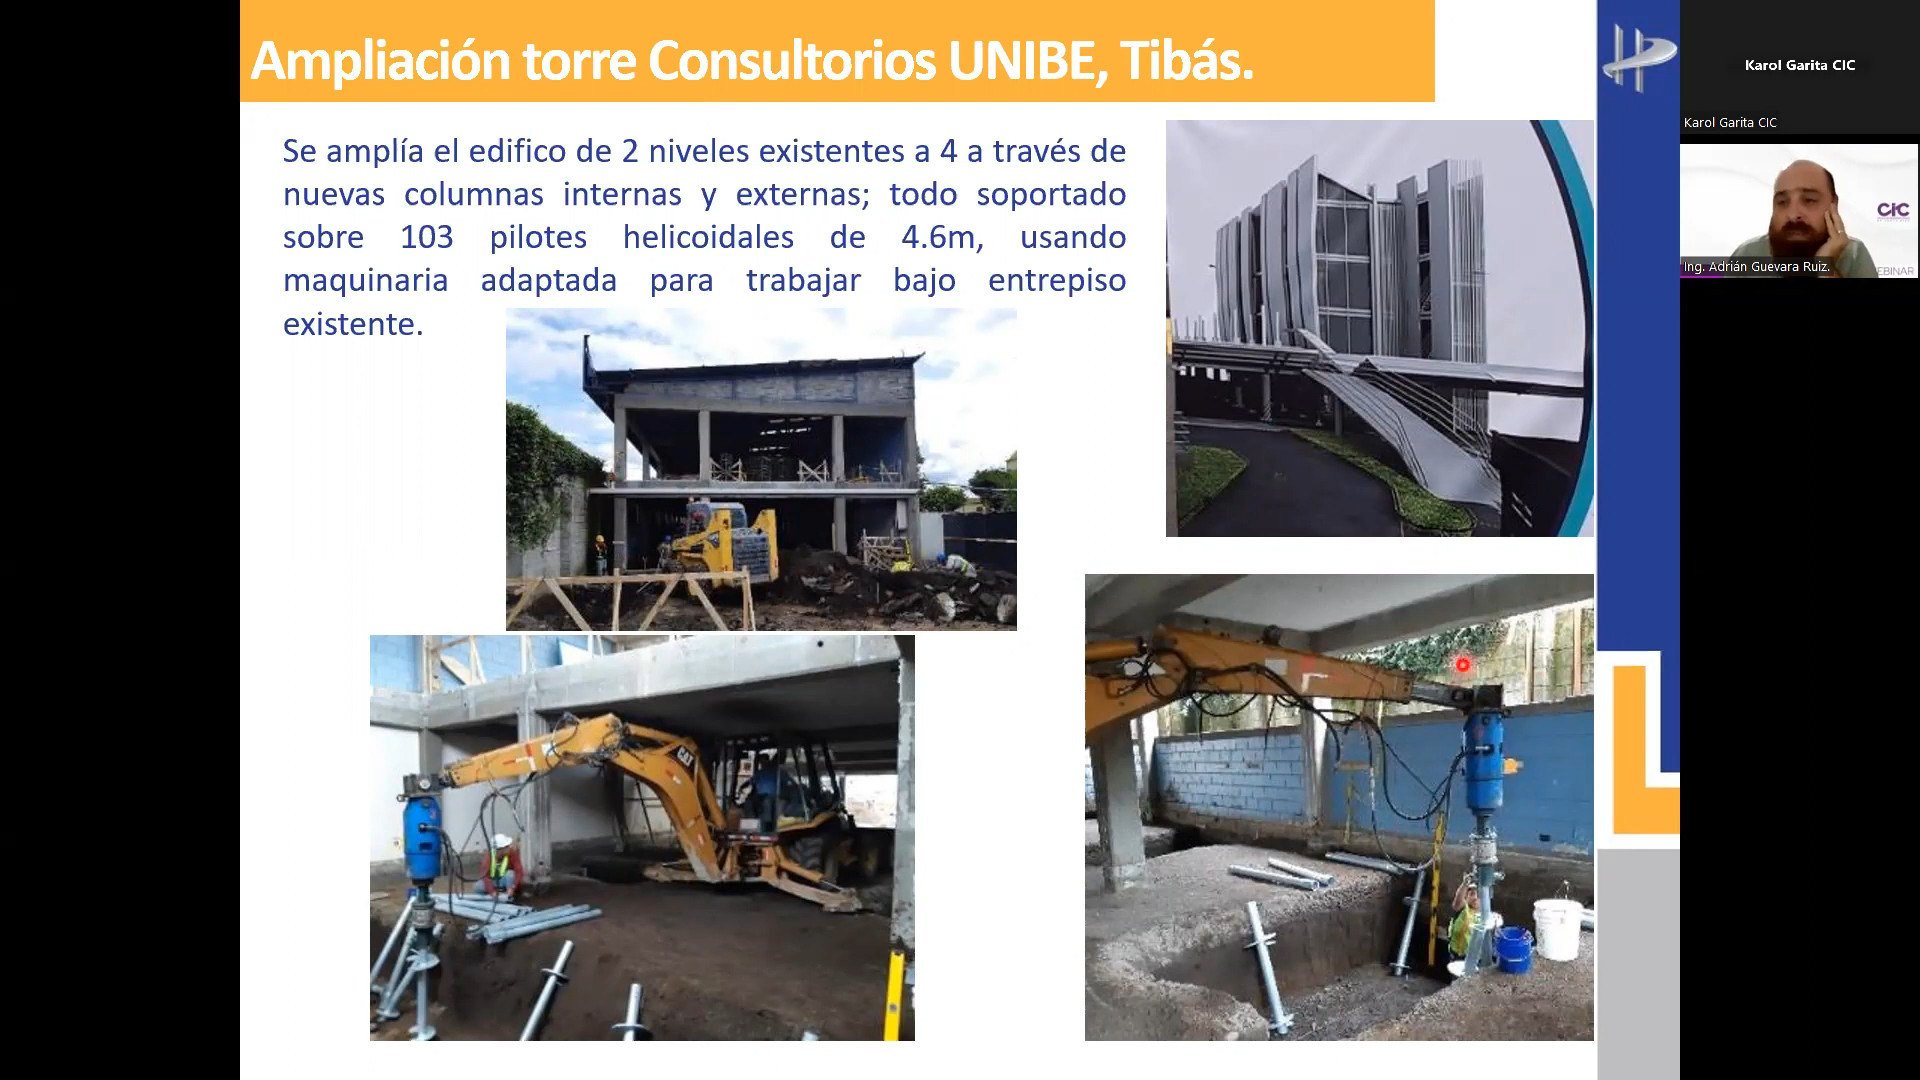 Ampliación torre Consultorios UNIBE, Tibás.
Se amplía el edifico de 2 niveles existentes a 4 a través de
nuevas columnas internas y externas; todo soportado
sobre 103 pilotes helicoidales de 4.6m, usando
maquinaria adaptada para trabajar bajo entrepiso
existente.
CAT
HP
Karol Garita CIC
Karol Garita CIC
CIC
EBINAR
Ing. Adrián Guevara Ruiz.